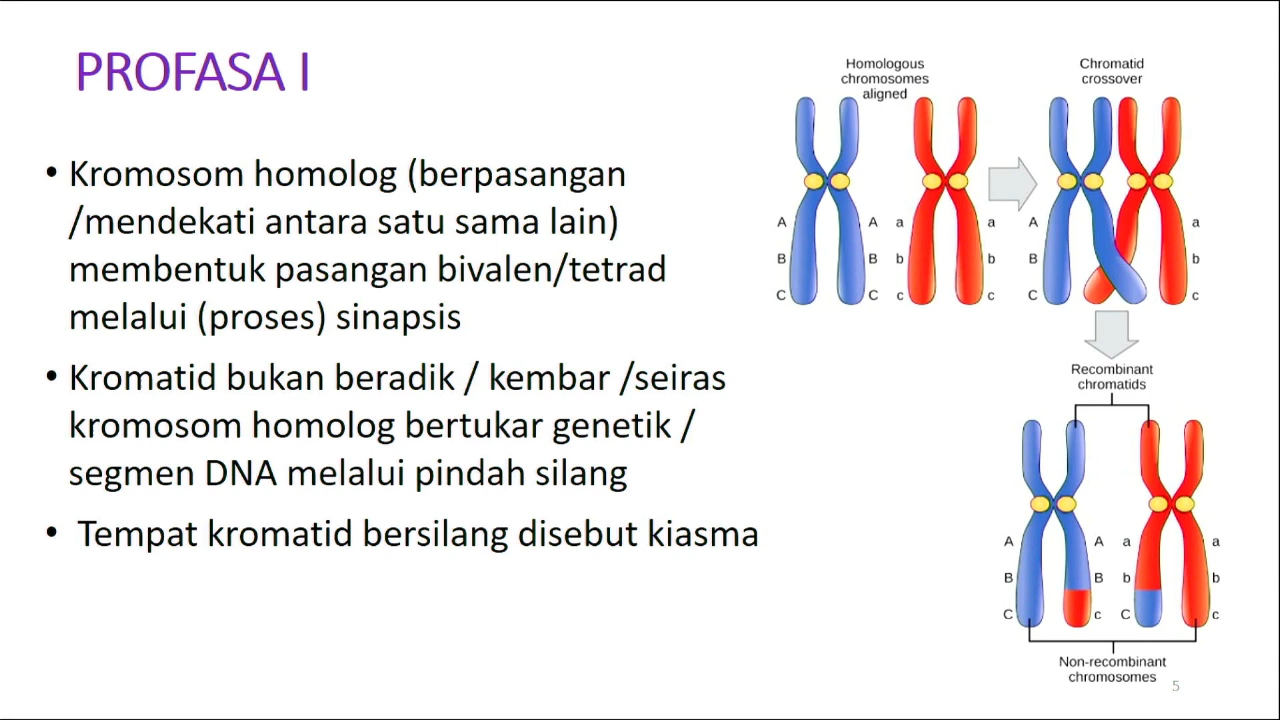 PROFASA I
• Kromosom homolog (berpasangan
/mendekati antara satu sama lain)
membentuk pasangan bivalen/tetrad
melalui (proses) sinapsis
• Kromatid bukan beradik / kembar /seiras
kromosom homolog bertukar genetik /
segmen DNA melalui pindah silang
• Tempat kromatid bersilang disebut kiasma
Homologous
chromosomes
aligned
Chromatid
crossover
A A a a A a
B B b b B b
C C c c C c
Recombinant
chromatids
A A a a
B B b b
C c C c
Non-recombinant
chromosomes
5